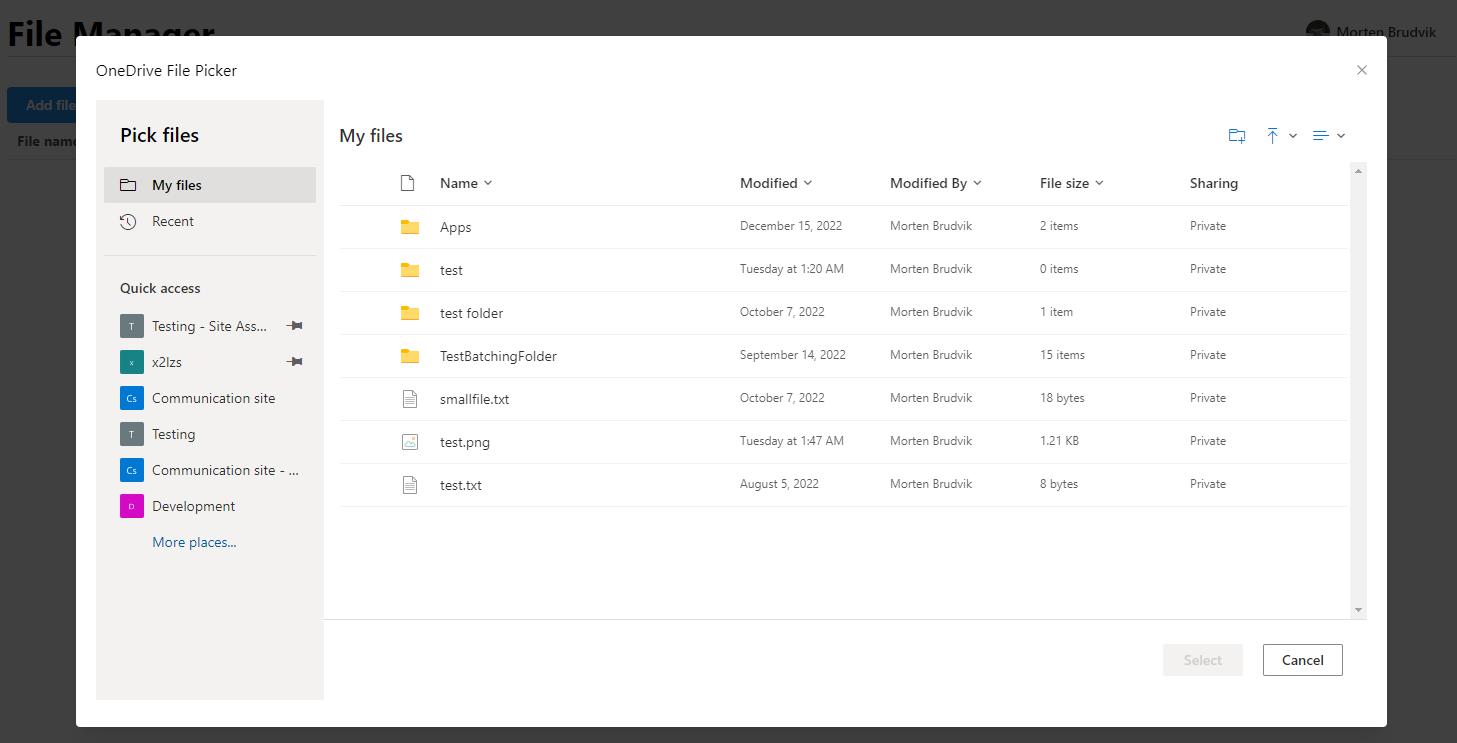 File Manager
Morten Brudvik
OneDrive File Picker
Add file
File name
Pick files
My files
Recent
Quick access
T Testing - Site Ass...
x x2lzs
Cs Communication site
T Testing
Cs Communication site - ...
D Development
More places...
My files
Name Modified Modified By File size Sharing
Apps December 15, 2022 Morten Brudvik 2 items Private
test Tuesday at 1:20 AM Morten Brudvik 0 items Private
test folder October 7, 2022 Morten Brudvik 1 item Private
TestBatchingFolder September 14, 2022 Morten Brudvik 15 items Private
smallfile.txt October 7, 2022 Morten Brudvik 18 bytes Private
test.png Tuesday at 1:47 AM Morten Brudvik 1.21 KB Private
test.txt August 5, 2022 Morten Brudvik 8 bytes Private
Select Cancel